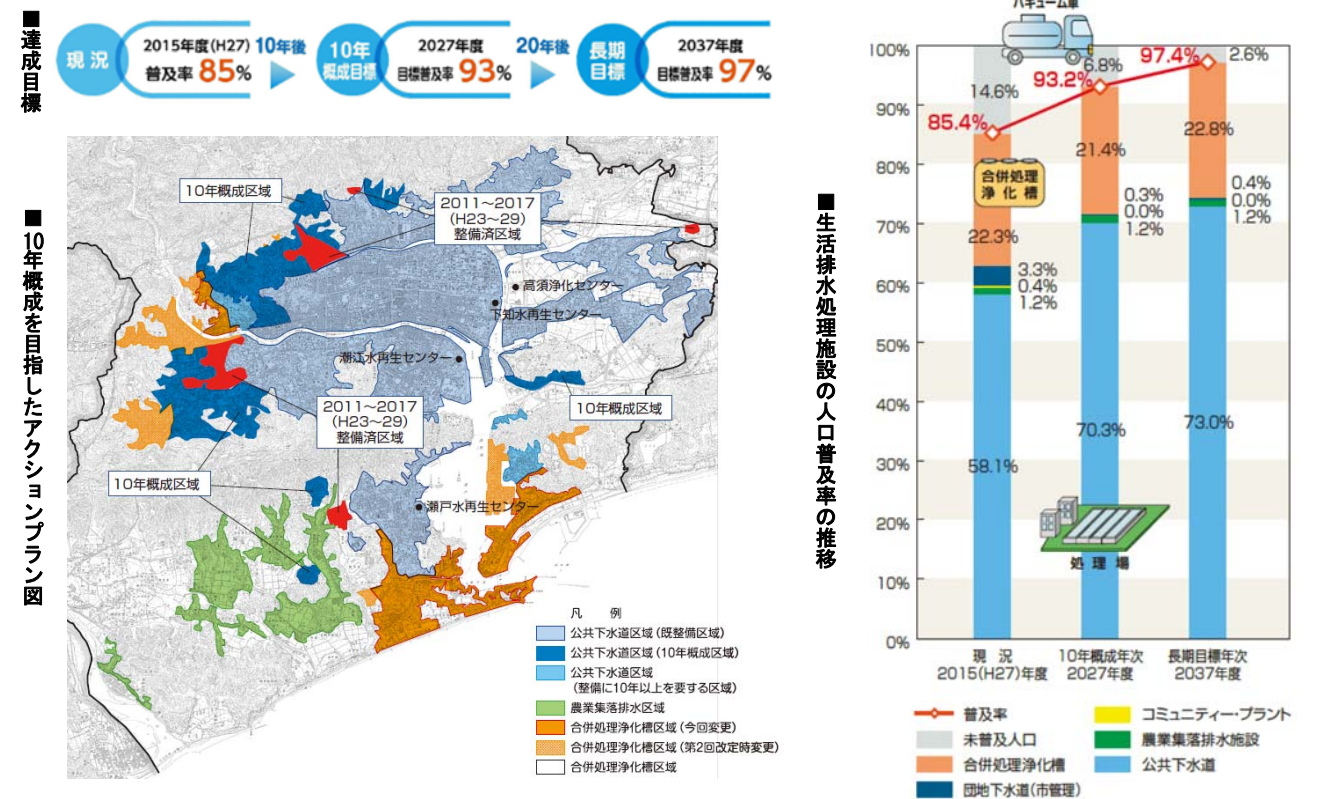 ■達成目標
現況
2015年度(H27)
普及率 85%
10年後
10年
概成目標
2027年度
目標普及率 93%
20年後
長期
目標
2037年度
目標普及率 97%
■10年概成を目指したアクションプラン図
10年概成区域
2011～2017
(H23～29)
整備済区域
高須浄化センター
下知水再生センター
潮江水再生センター
10年概成区域
2011～2017
(H23～29)
整備済区域
10年概成区域
瀬戸水再生センター
凡 例
公共下水道区域(既整備区域)
公共下水道区域(10年概成区域)
公共下水道区域
(整備に10年以上を要する区域)
農業集落排水区域
合併処理浄化槽区域(今回変更)
合併処理浄化槽区域(第2回改定時変更)
合併処理浄化槽区域
■生活排水処理施設の人口普及率の推移
バキューム車
100%
90%
80%
70%
60%
50%
40%
30%
20%
10%
0%
85.4%
93.2%
97.4%
14.6%
6.8%
2.6%
合併処理
浄化槽
22.3%
21.4%
22.8%
3.3%
0.4%
1.2%
0.3%
0.0%
1.2%
0.4%
0.0%
1.2%
58.1%
70.3%
73.0%
処理場
現 況
2015(H27)年度
10年概成年次
2027年度
長期目標年次
2037年度
普及率
未普及人口
合併処理浄化槽
団地下水道(市管理)
コミュニティー・プラント
農業集落排水施設
公共下水道